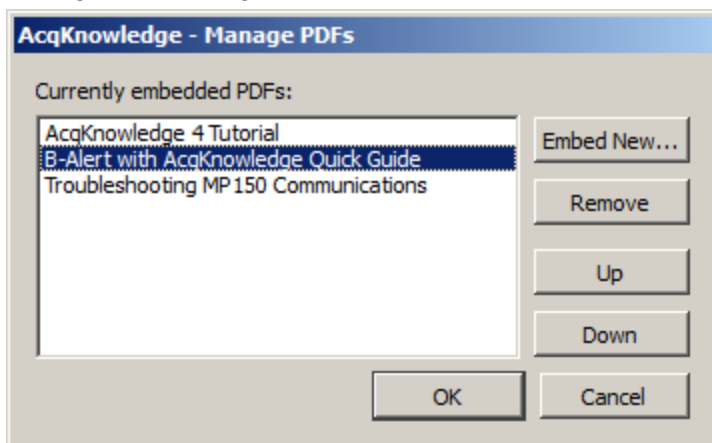 AcqKnowledge - Manage PDFs
Currently embedded PDFs:
AcqKnowledge 4 Tutorial
B-Alert with AcqKnowledge Quick Guide
Troubleshooting MP150 Communications
Embed New...
Remove
Up
Down
OK
Cancel